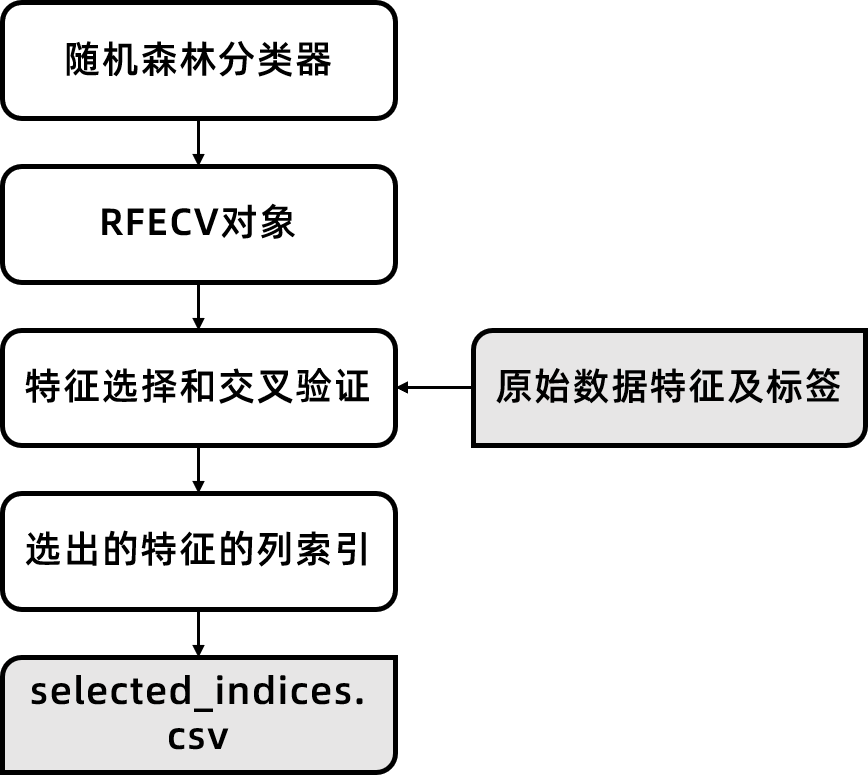 随机森林分类器
RFECV对象
特征选择和交叉验证
原始数据特征及标签
选出的特征的列索引
selected_indices.
csv